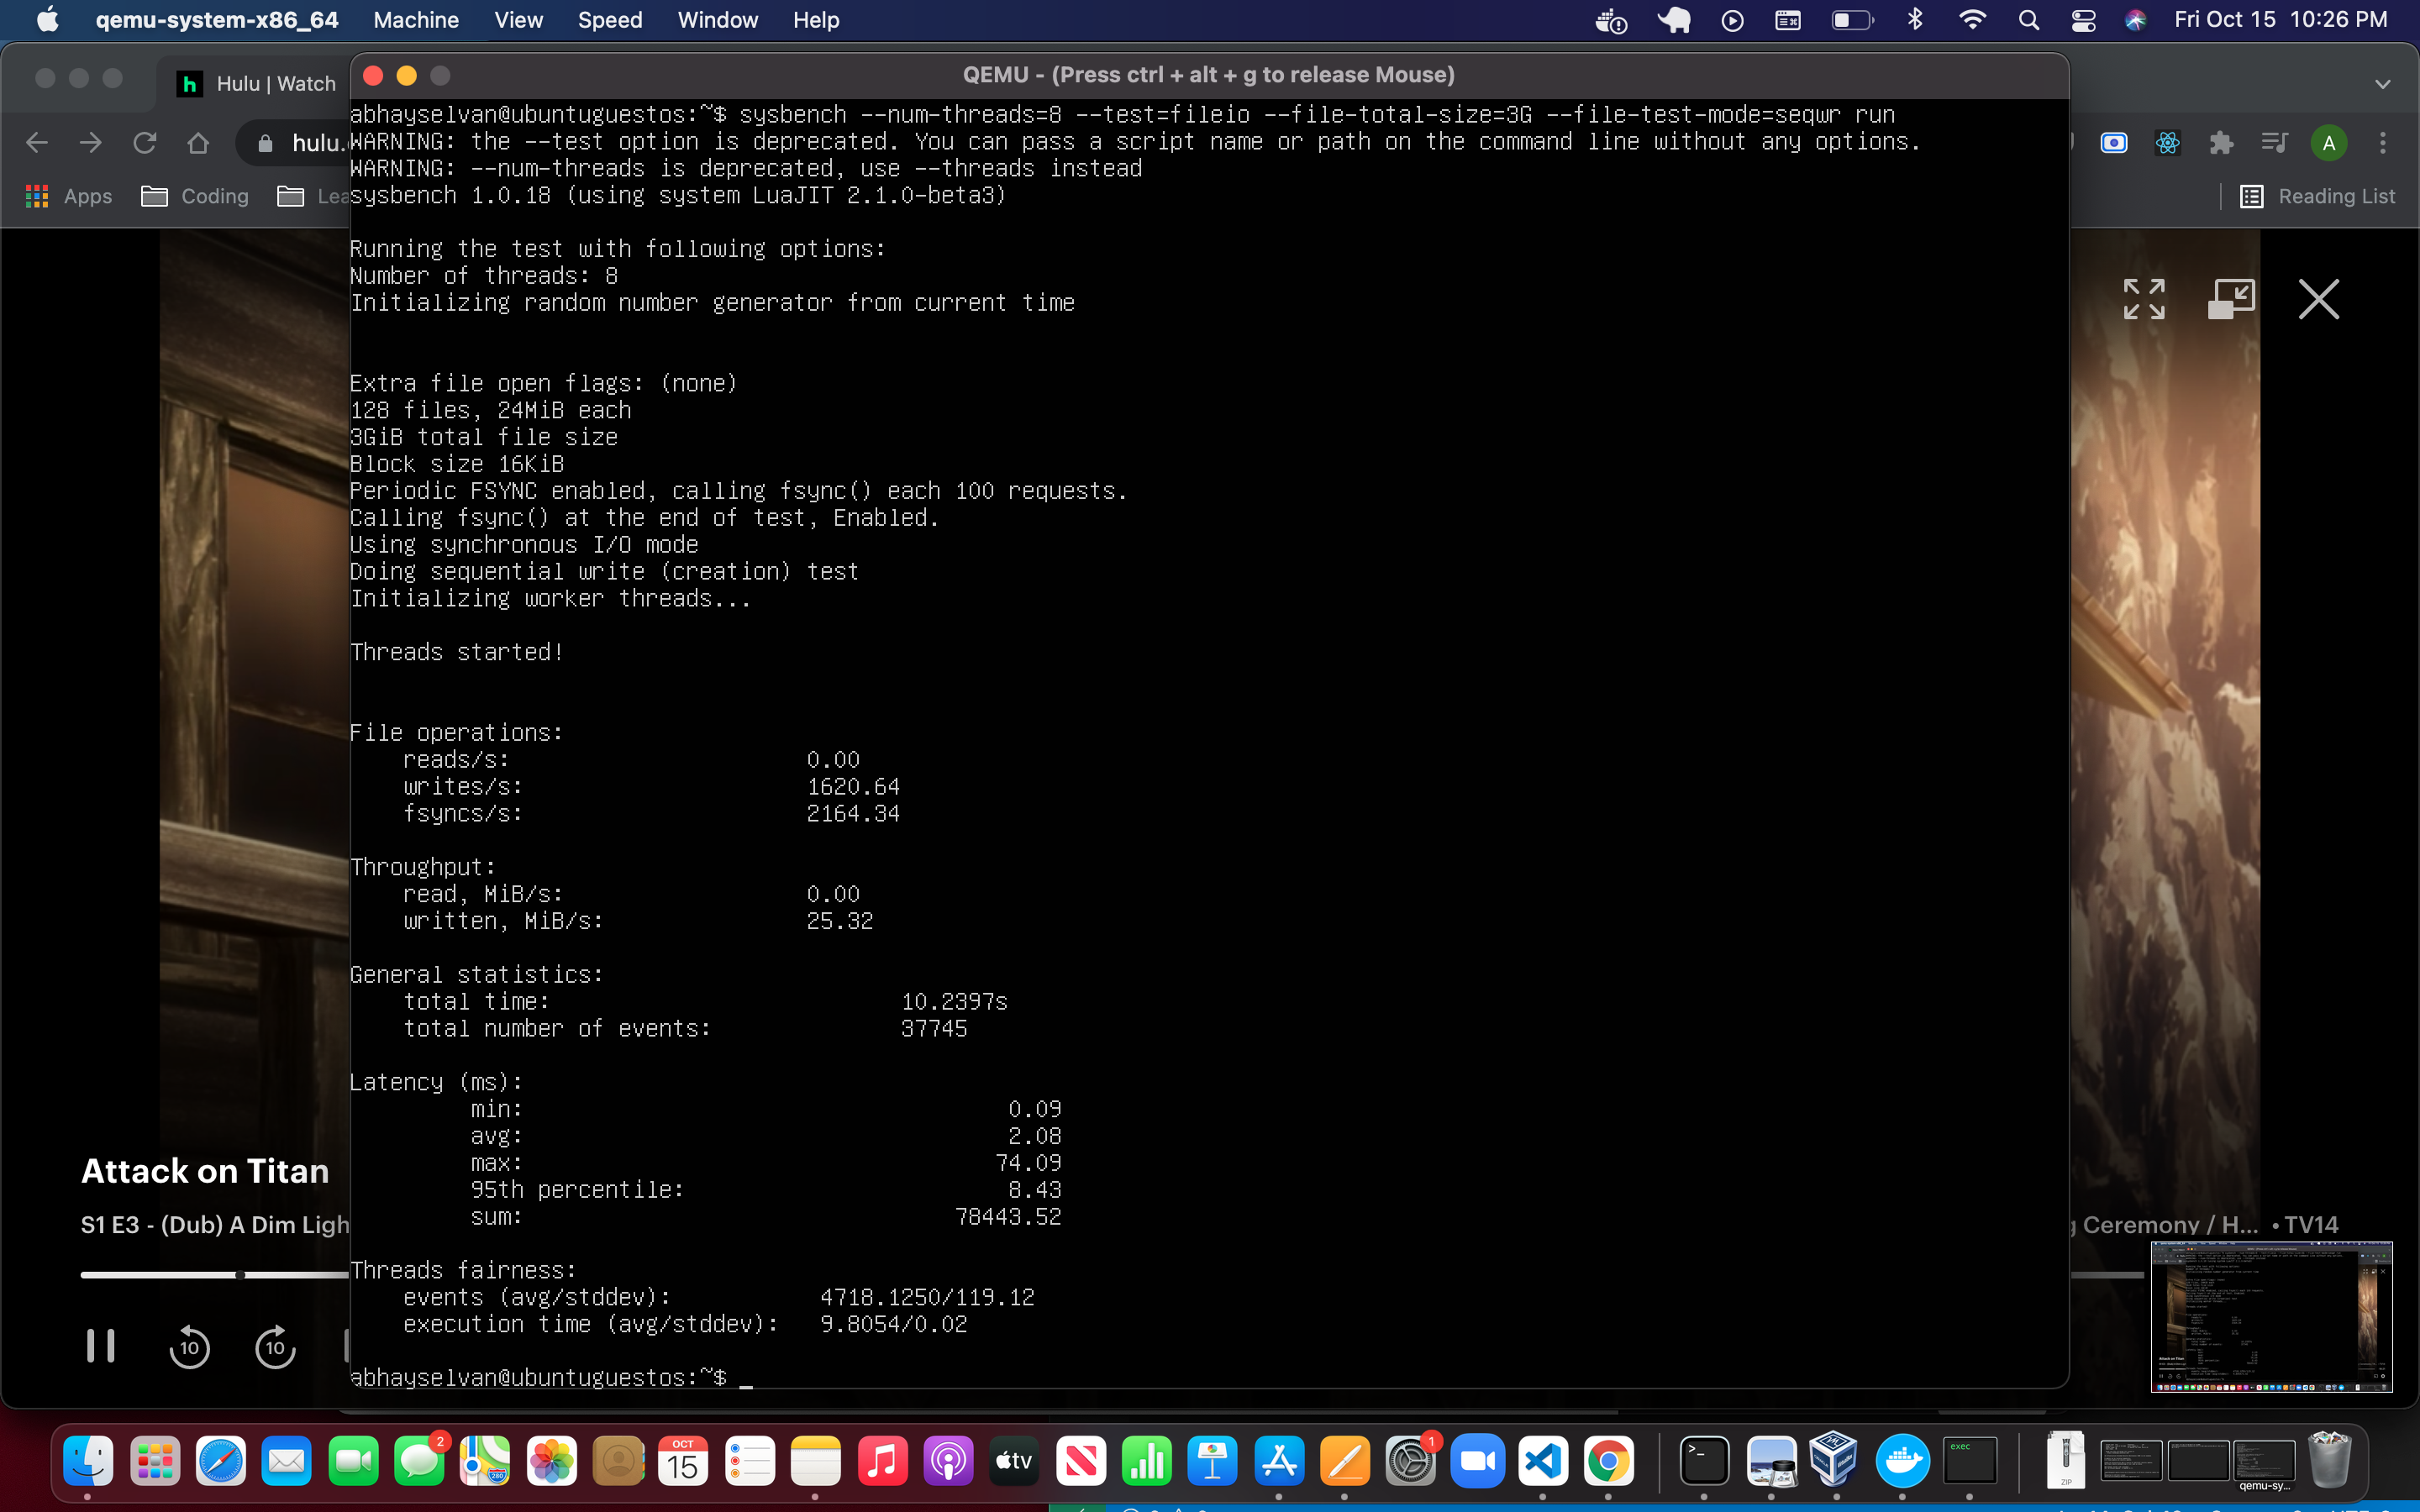 qemu-system-x86_64 Machine View Speed Window Help Fri Oct 15 10:26 PM
Hulu | Watch
QEMU - (Press ctrl + alt + g to release Mouse)
hulu.
A
Apps Coding Lea Reading List
abhayselvan@ubuntuguestos:~$ sysbench --num-threads=8 --test=fileio --file-total-size=3G --file-test-mode=seqwr run
WARNING: the --test option is deprecated. You can pass a script name or path on the command line without any options.
WARNING: --num-threads is deprecated, use --threads instead
sysbench 1.0.18 (using system LuaJIT 2.1.0-beta3)
Running the test with following options:
Number of threads: 8
Initializing random number generator from current time
Extra file open flags: (none)
128 files, 24MiB each
3GiB total file size
Block size 16KiB
Periodic FSYNC enabled, calling fsync() each 100 requests.
Calling fsync() at the end of test, Enabled.
Using synchronous I/O mode
Doing sequential write (creation) test
Initializing worker threads...
Threads started!
File operations:
reads/s: 0.00
writes/s: 1620.64
fsyncs/s: 2164.34
Throughput:
read, MiB/s: 0.00
written, MiB/s: 25.32
General statistics:
total time: 10.2397s
total number of events: 37745
Latency (ms):
min: 0.09
avg: 2.08
max: 74.09
95th percentile: 8.43
sum: 78443.52
Threads fairness:
events (avg/stddev): 4718.1250/119.12
execution time (avg/stddev): 9.8054/0.02
abhayselvan@ubuntuguestos:~$ _
Attack on Titan
S1 E3 - (Dub) A Dim Ligh
g Ceremony / H... • TV14
10 10
2
280
OCT
15
tv
1
exec
ZIP
qemu-sy...